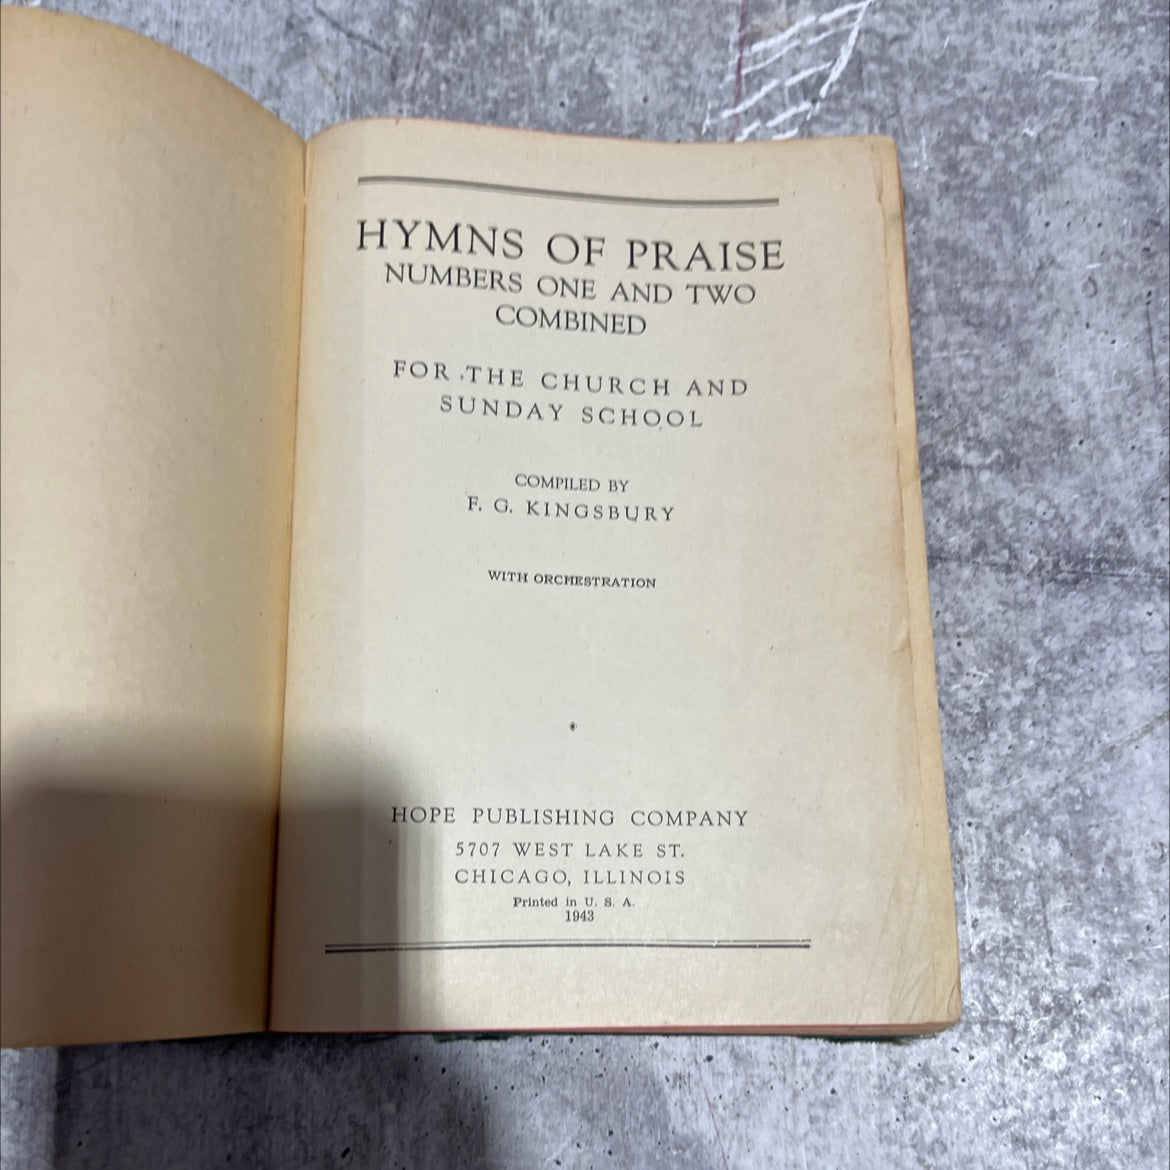 HYMNS OF PRAISE
NUMBERS ONE AND TWO
COMBINED
FOR THE CHURCH AND
SUNDAY SCHOOL
COMPILED BY
F. G. KINGSBURY
WITH ORCHESTRATION
HOPE PUBLISHING COMPANY
5707 WEST LAKE ST.
CHICAGO, ILLINOIS
Printed in U. S. A.
1943